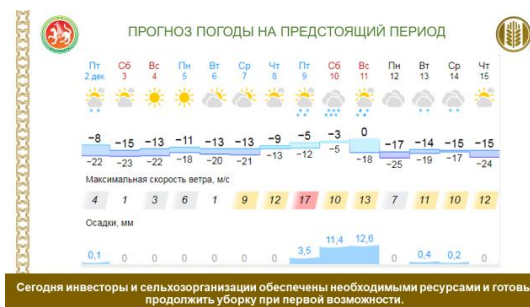 ПРОГНОЗ ПОГОДЫ НА ПРЕДСТОЯЩИЙ ПЕРИОД
Пт Сб Вс Пн Вт Ср Чт Пт Сб Вс Пн Вт Ср Чт
2 дек 3 4 5 6 7 8 9 10 11 12 13 14 15
−8 −15 −13 −11 −13 −13 −9 −5 −3 0 −17 −14 −15 −15
−22 −23 −22 −18 −20 −21 −13 −12 −5 −18 −25 −19 −17 −24
Максимальная скорость ветра, м/с
4 1 3 6 1 9 12 17 10 13 7 11 10 12
Осадки, мм
0,1 0 0 0 0 0 0 3,5 11,4 12,6 0 0,4 0,2 0
Сегодня инвесторы и сельхозорганизации обеспечены необходимыми ресурсами и готовы
продолжить уборку при первой возможности.